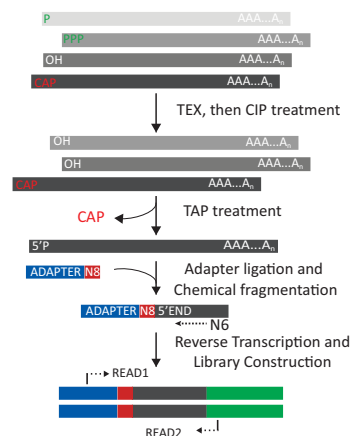 P AAA...An
PPP AAA...An
OH AAA...An
CAP AAA...An
TEX, then CIP treatment
OH AAA...An
OH AAA...An
CAP AAA...An
CAP TAP treatment
5'P AAA...An
ADAPTER N8 Adapter ligation and
Chemical fragmentation
ADAPTER N8 5'END
N6
Reverse Transcription and
Library Construction
READ1
READ2